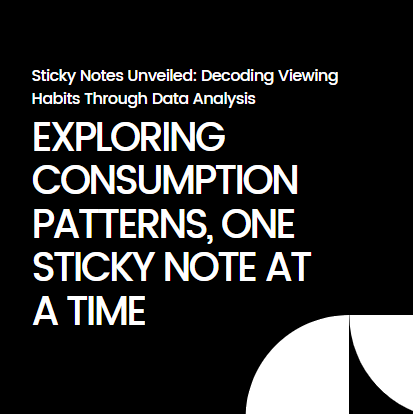 Sticky Notes Unveiled: Decoding Viewing
Habits Through Data Analysis
EXPLORING
CONSUMPTION
PATTERNS, ONE
STICKY NOTE AT
A TIME